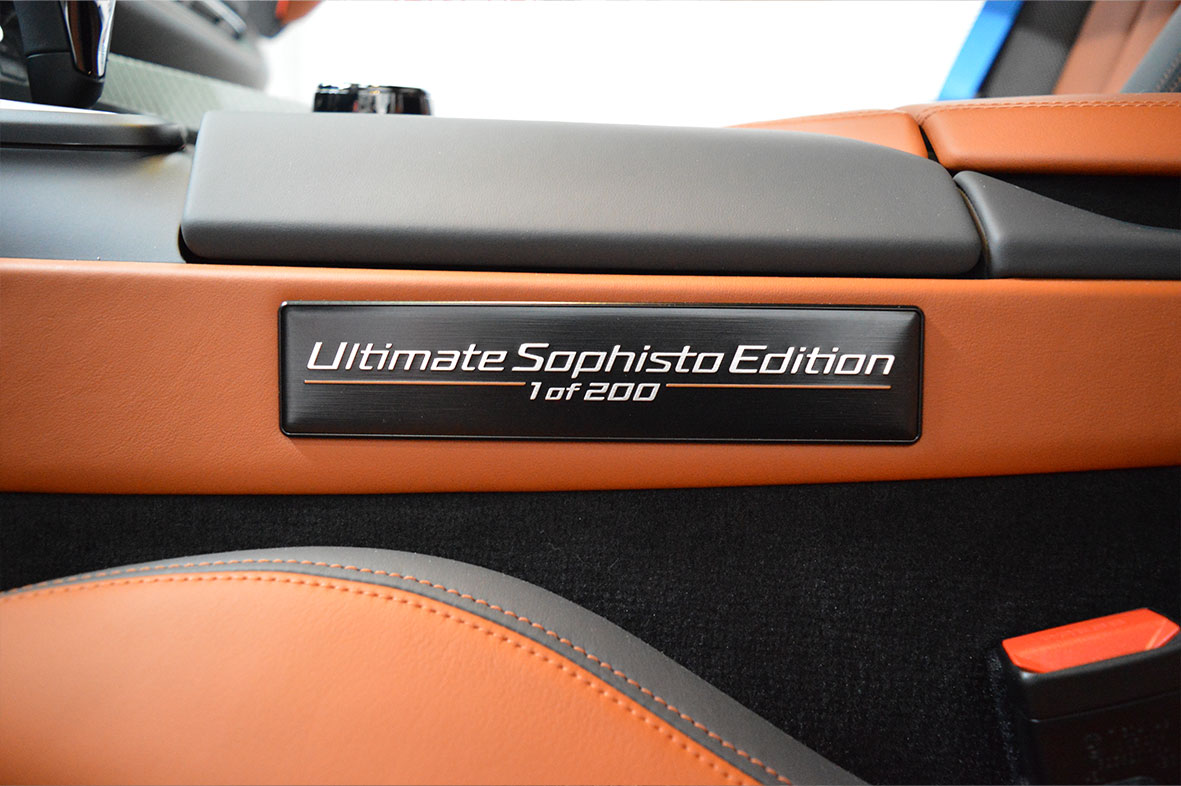 Ultimate Sophisto Edition
1 of 200